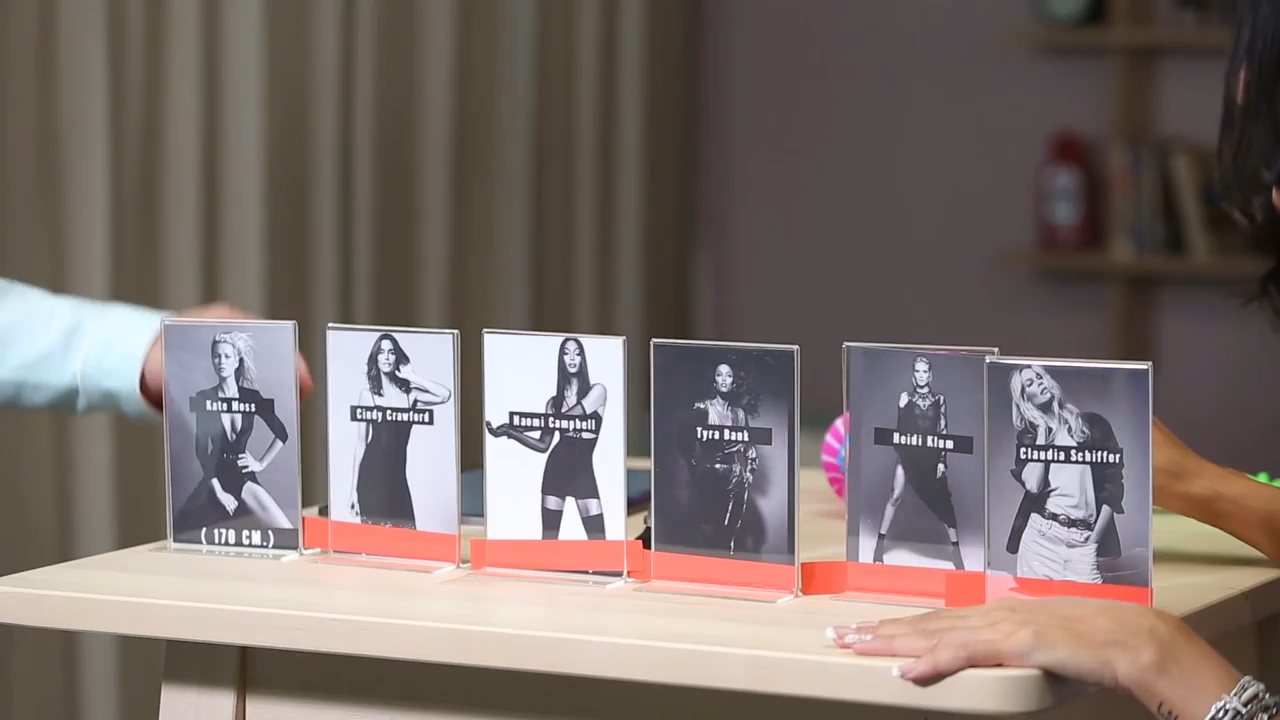 Kate Moss
( 170 CM.)
Cindy Crawford
Naomi Campbell
Tyra Bank
Heidi Klum
Claudia Schiffer